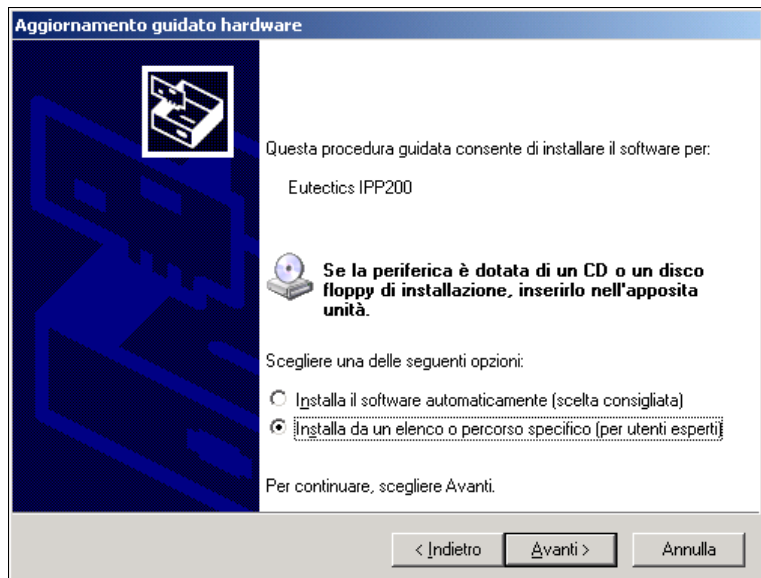 Aggiornamento guidato hardware
Questa procedura guidata consente di installare il software per:
Eutectics IPP200
Se la periferica è dotata di un CD o un disco
floppy di installazione, inserirlo nell'apposita
unità.
Scegliere una delle seguenti opzioni:
Installa il software automaticamente (scelta consigliata)
Installa da un elenco o percorso specifico (per utenti esperti)
Per continuare, scegliere Avanti.
< Indietro
Avanti >
Annulla